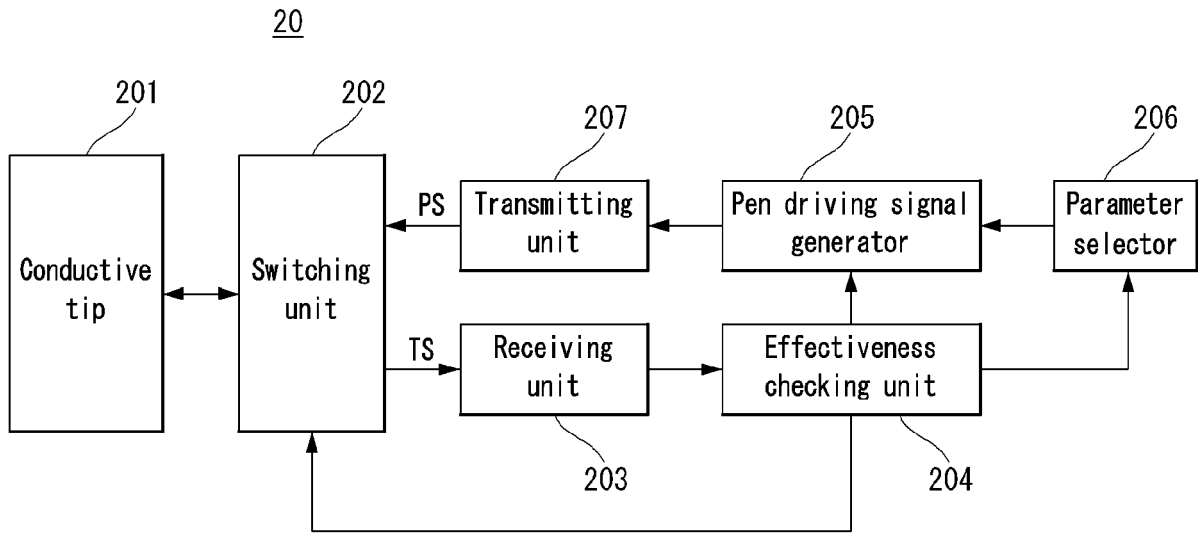 20
201
202
207
205
206
Conductive
tip
Switching
unit
PS
Transmitting
unit
Pen driving signal
generator
Parameter
selector
TS
Receiving
unit
Effectiveness
checking unit
203
204